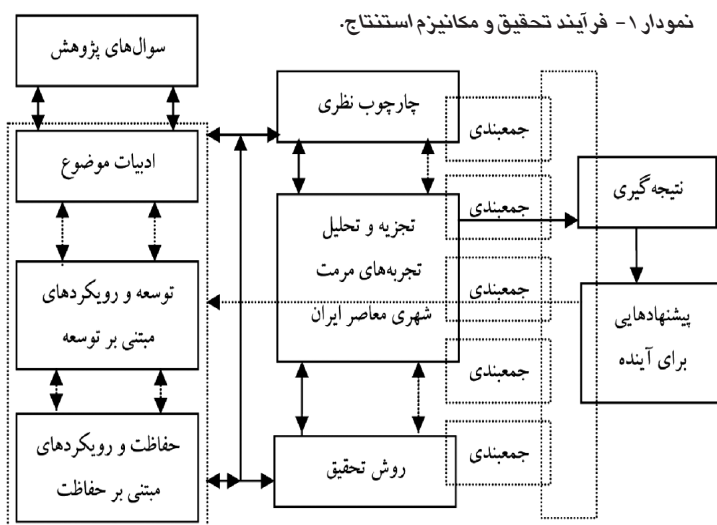 نمودار ۱- فرآیند تحقیق و مکانیزم استنتاج.
سوال‌های پژوهش
ادبیات موضوع
توسعه و رویکردهای
مبتنی بر توسعه
حفاظت و رویکردهای
مبتنی بر حفاظت
چارچوب نظری
تجزیه و تحلیل
تجربه‌های مرمت
شهری معاصر ایران
روش تحقیق
جمعبندی
جمعبندی
جمعبندی
جمعبندی
جمعبندی
نتیجه‌گیری
پیشنهادهایی
برای آینده